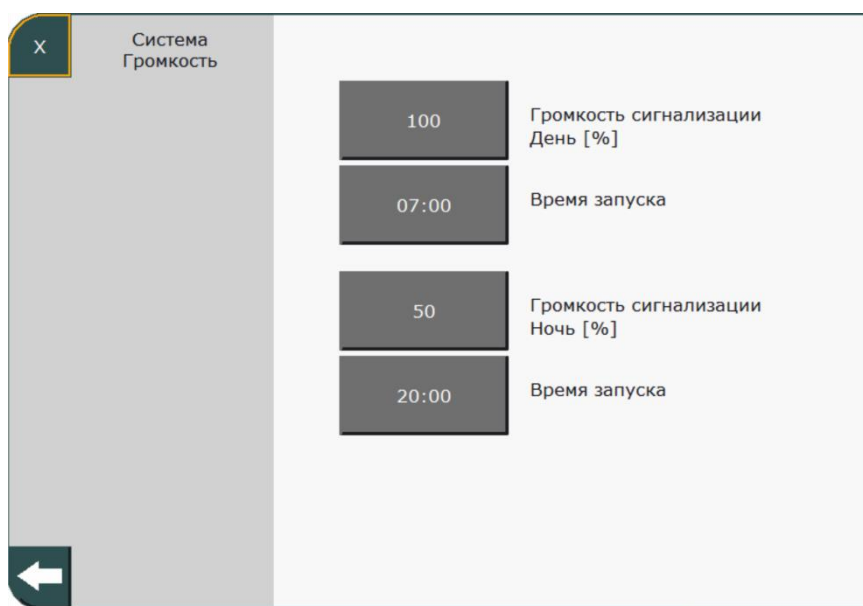 X
Система
Громкость
100
Громкость сигнализации
День [%]
07:00
Время запуска
50
Громкость сигнализации
Ночь [%]
20:00
Время запуска